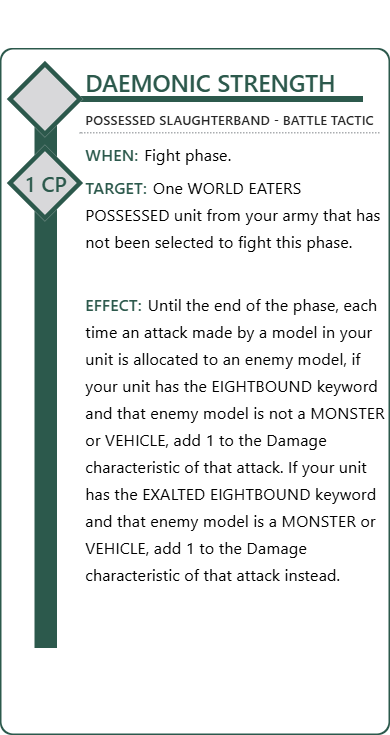 DAEMONIC STRENGTH
POSSESSED SLAUGHTERBAND - BATTLE TACTIC
WHEN: Fight phase.
1 CP
TARGET: One WORLD EATERS
POSSESSED unit from your army that has
not been selected to fight this phase.
EFFECT: Until the end of the phase, each
time an attack made by a model in your
unit is allocated to an enemy model, if
your unit has the EIGHTBOUND keyword
and that enemy model is not a MONSTER
or VEHICLE, add 1 to the Damage
characteristic of that attack. If your unit
has the EXALTED EIGHTBOUND keyword
and that enemy model is a MONSTER or
VEHICLE, add 1 to the Damage
characteristic of that attack instead.